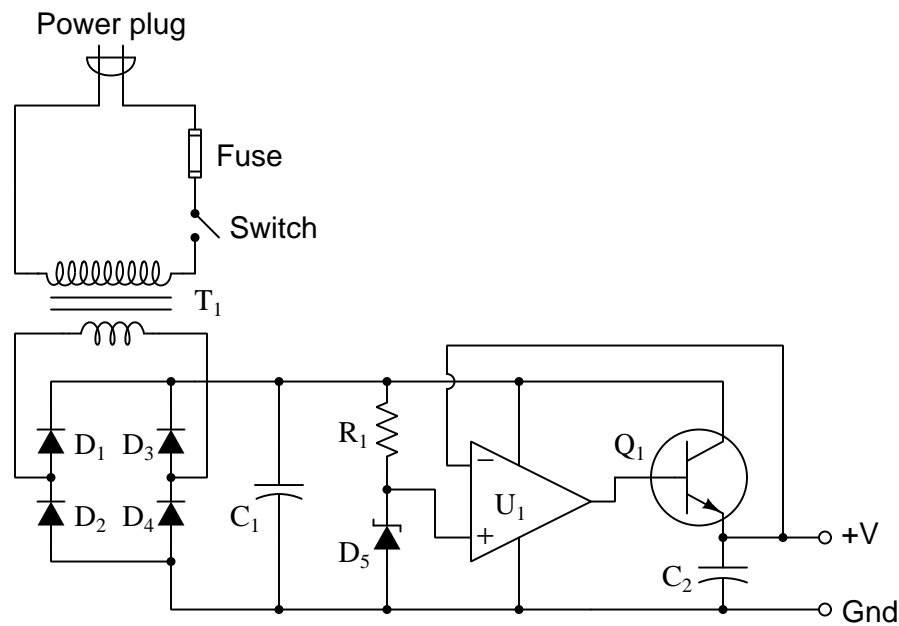 Power plug
Fuse
Switch
T1
D1
D3
R1
Q1
−
U1
D2
D4
C1
+
D5
+V
C2
Gnd